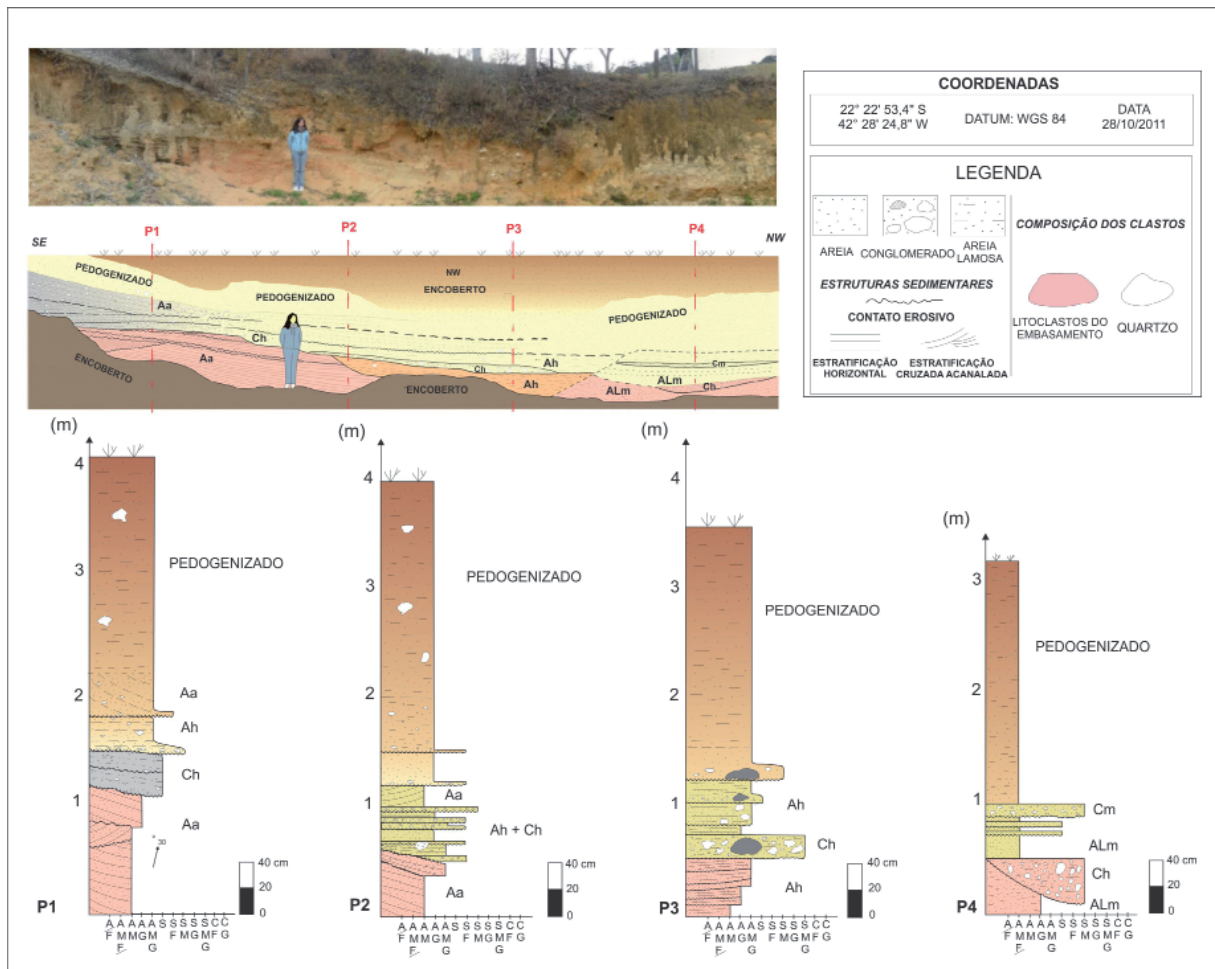 COORDENADAS
22° 22' 53,4" S
42° 28' 24,8" W
DATUM: WGS 84
DATA
28/10/2011
LEGENDA
AREIA
CONGLOMERADO
AREIA
LAMOSA
ESTRUTURAS SEDIMENTARES
CONTATO EROSIVO
ESTRATIFICAÇÃO
HORIZONTAL
ESTRATIFICAÇÃO
CRUZADA ACANALADA
COMPOSIÇÃO DOS CLASTOS
LITOCLASTOS DO
EMBASAMENTO
QUARTZO
SE
P1
P2
P3
P4
NW
PEDOGENIZADO
Aa
PEDOGENIZADO
NW
ENCOBERTO
PEDOGENIZADO
Ch
Aa
ENCOBERTO
'ENCOBERTO
Ch
Ah
Ah
ALm
ALm
Cm
Ch
(m)
4
3
2
1
PEDOGENIZADO
Aa
Ah
Ch
Aa
30
40 cm
20
0
P1
A A A A A S S S S S C C
F M M G M F M G M F G
F G G
(m)
4
3
2
1
PEDOGENIZADO
Aa
Ah + Ch
Aa
40 cm
20
0
P2
A A A A A S S S S S C C
F M M G M F M G M F G
F G G
(m)
4
3
2
1
PEDOGENIZADO
Ah
Ch
Ah
40 cm
20
0
P3
A A A A A S S S S S C C
F M M G M F M G M F G
F G G
(m)
3
2
1
PEDOGENIZADO
Cm
ALm
Ch
ALm
40 cm
20
0
P4
A A A A A S S S S S C C
F M M G M F M G M F G
F G G